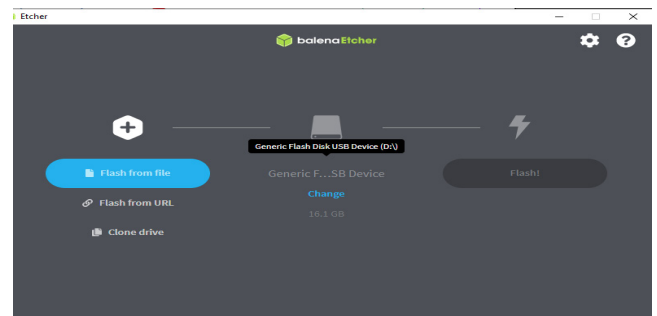 Etcher
balenaEtcher
Generic Flash Disk USB Device (D:\)
Flash from file
Generic F...SB Device
Flash!
Flash from URL
Change
16.1 GB
Clone drive